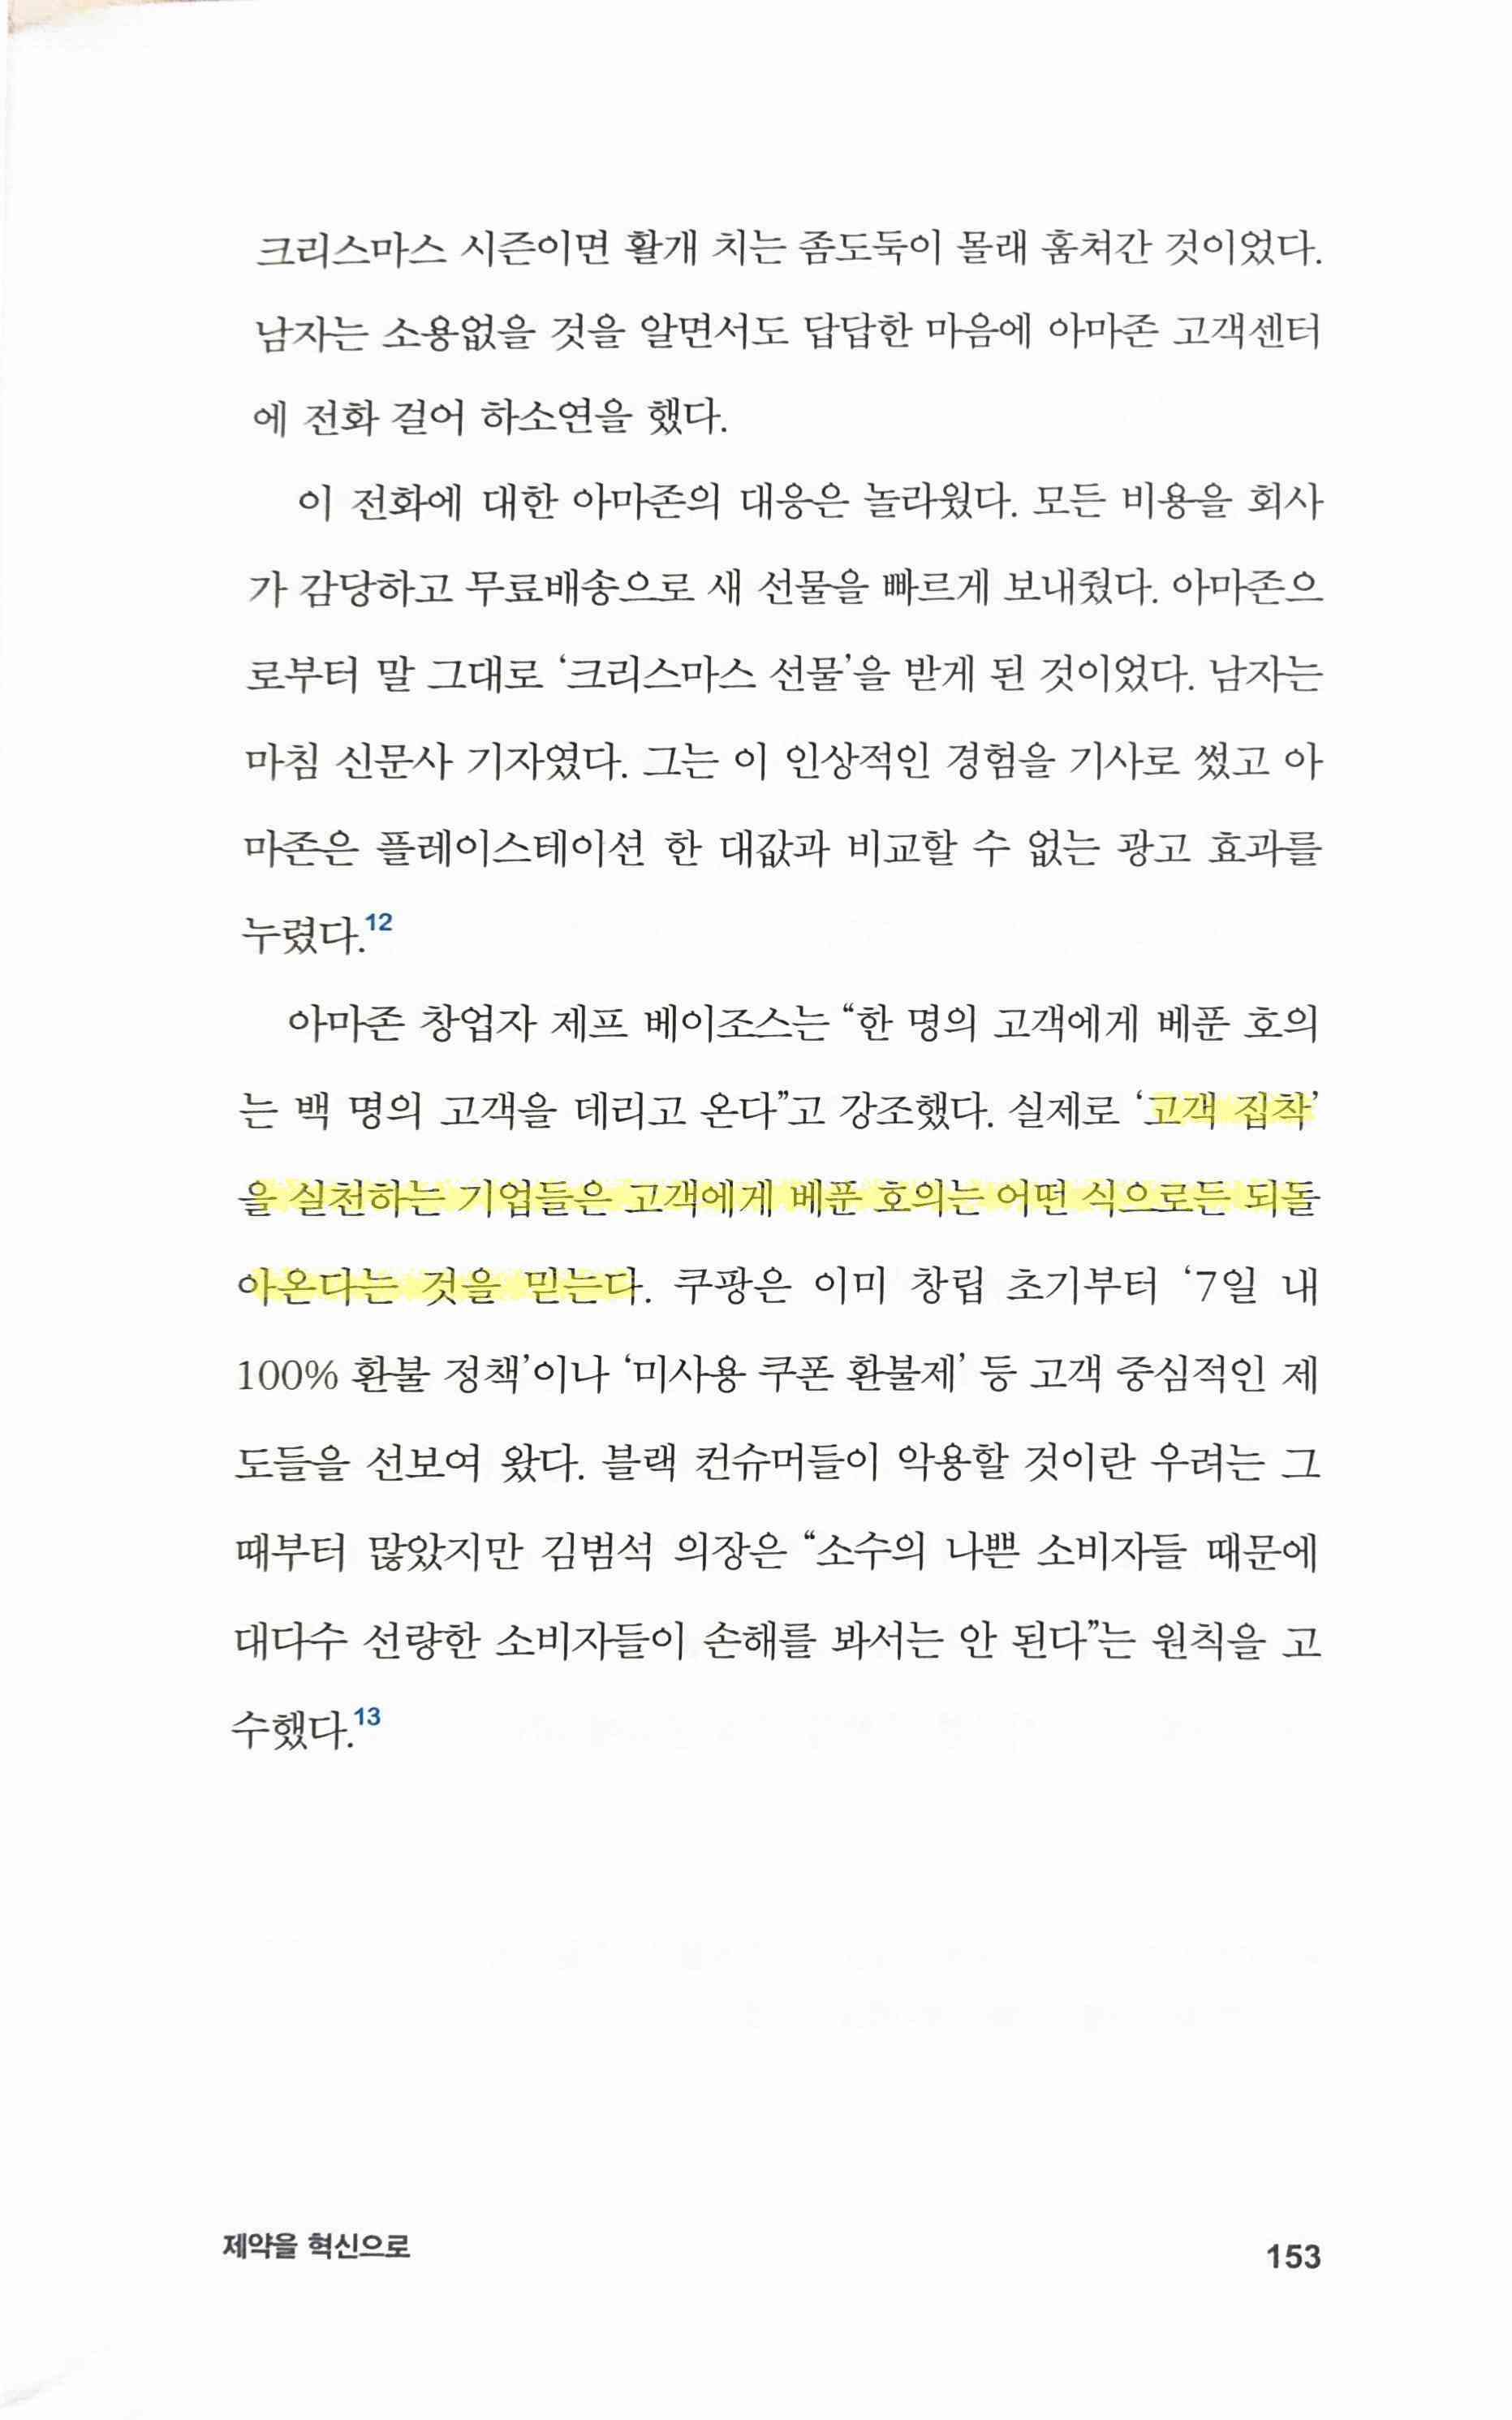 크리스마스 시즌이면 활개 치는 좀도둑이 몰래 훔쳐간 것이었다.
남자는 소용없을 것을 알면서도 답답한 마음에 아마존 고객센터
에 전화 걸어 하소연을 했다.
이 전화에 대한 아마존의 대응은 놀라웠다. 모든 비용을 회사
가 감당하고 무료배송으로 새 선물을 빠르게 보내줬다. 아마존으
로부터 말 그대로 ‘크리스마스 선물’을 받게 된 것이었다. 남자는
마침 신문사 기자였다. 그는 이 인상적인 경험을 기사로 썼고 아
마존은 플레이스테이션 한 대값과 비교할 수 없는 광고 효과를
누렸다.12
아마존 창업자 제프 베이조스는 “한 명의 고객에게 베푼 호의
는 백 명의 고객을 데리고 온다”고 강조했다. 실제로 ‘고객 집착’
을 실천하는 기업들은 고객에게 베푼 호의는 어떤 식으로든 되돌
아온다는 것을 믿는다. 쿠팡은 이미 창립 초기부터 ‘7일 내
100% 환불 정책’이나 ‘미사용 쿠폰 환불제’ 등 고객 중심적인 제
도들을 선보여 왔다. 블랙 컨슈머들이 악용할 것이란 우려는 그
때부터 많았지만 김범석 의장은 “소수의 나쁜 소비자들 때문에
대다수 선량한 소비자들이 손해를 봐서는 안 된다”는 원칙을 고
수했다.13
제약을 혁신으로
153